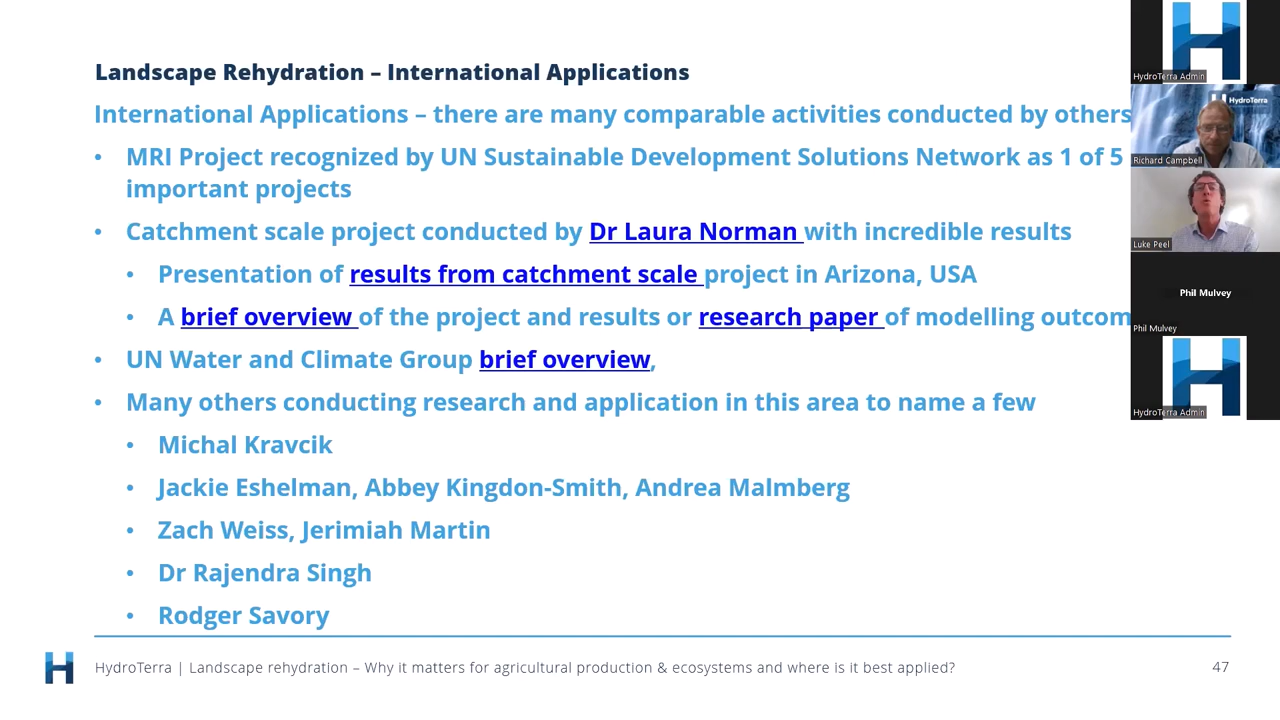 Landscape Rehydration – International Applications
International Applications – there are many comparable activities conducted by others
• MRI Project recognized by UN Sustainable Development Solutions Network as 1 of 5
important projects
• Catchment scale project conducted by Dr Laura Norman with incredible results
• Presentation of results from catchment scale project in Arizona, USA
• A brief overview of the project and results or research paper of modelling outcom
• UN Water and Climate Group brief overview,
• Many others conducting research and application in this area to name a few
• Michal Kravcik
• Jackie Eshelman, Abbey Kingdon-Smith, Andrea Malmberg
• Zach Weiss, Jerimiah Martin
• Dr Rajendra Singh
• Rodger Savory
HydroTerra | Landscape rehydration – Why it matters for agricultural production & ecosystems and where is it best applied?
47
HydroTerra Admin
HydroTerra
Richard Campbell
Luke Peel
Phil Mulvey
Phil Mulvey
HydroTerra Admin